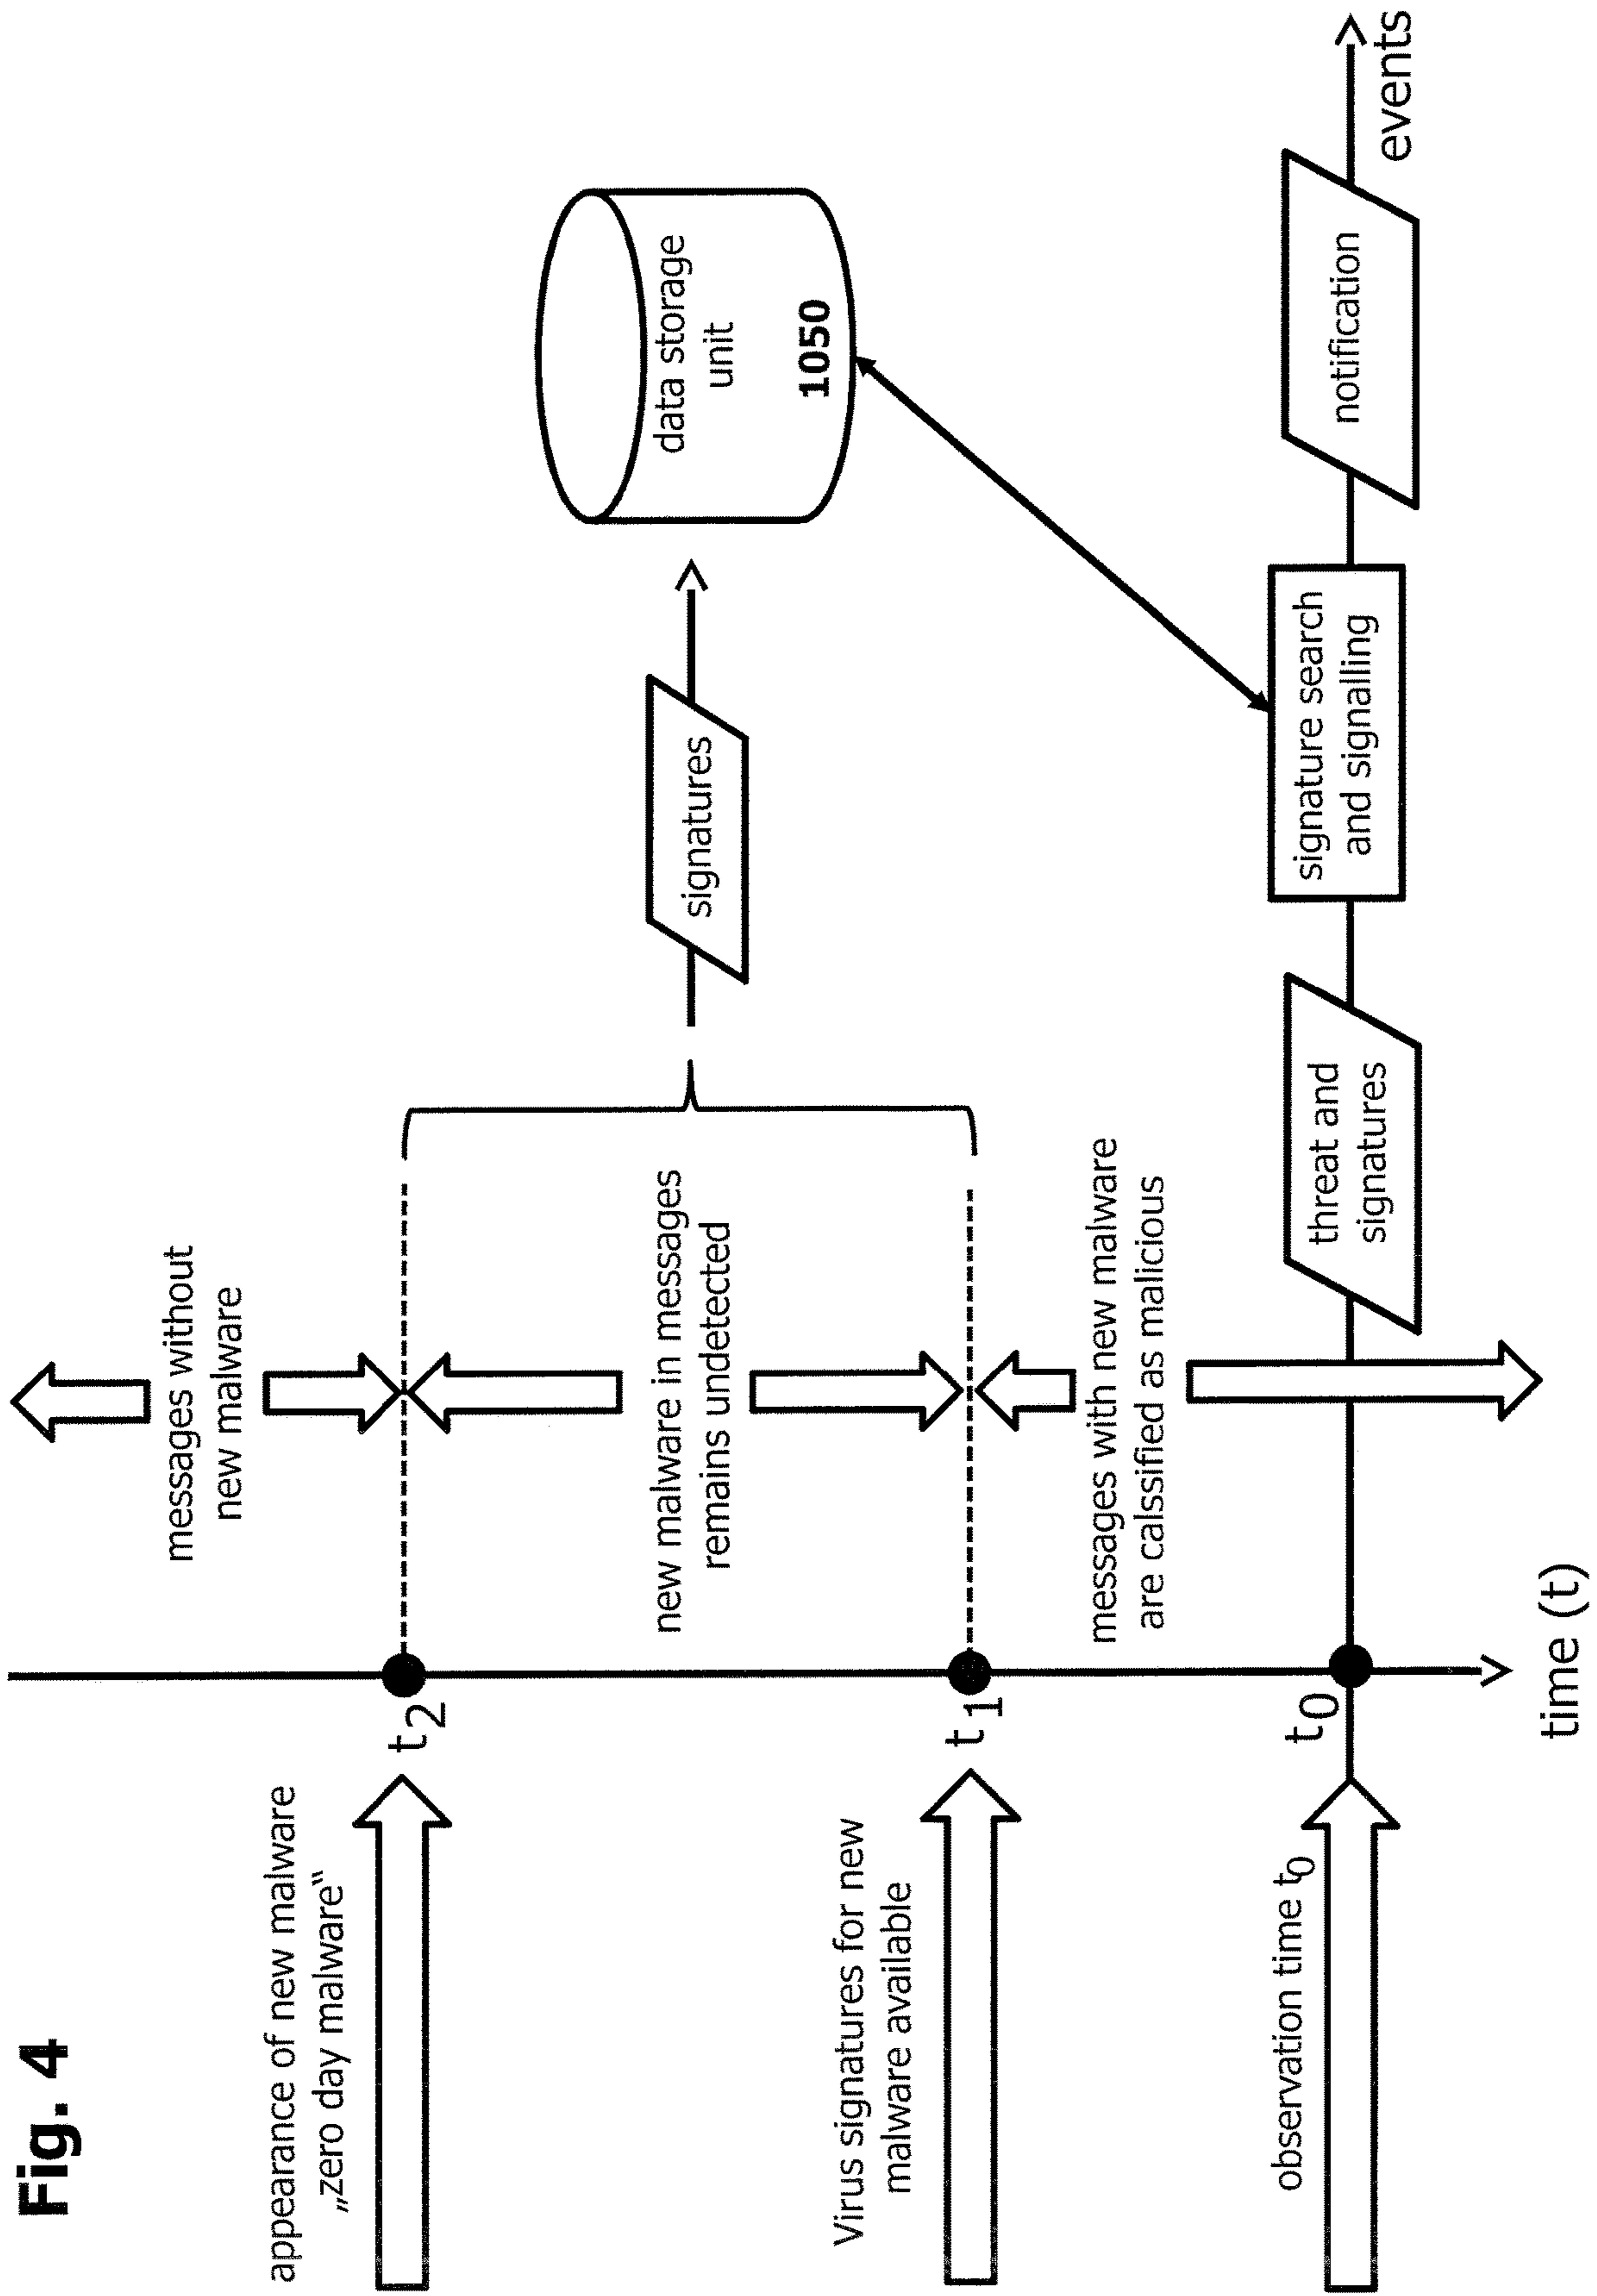 Fig. 4
appearance of new malware
„zero day malware“
t2
messages without
new malware
new malware in messages
remains undetected
signatures
data storage
unit
1050
Virus signatures for new
malware available
t1
messages with new malware
are calssified as malicious
observation time t0
t0
threat and
signatures
signature search
and signalling
notification
events
time (t)